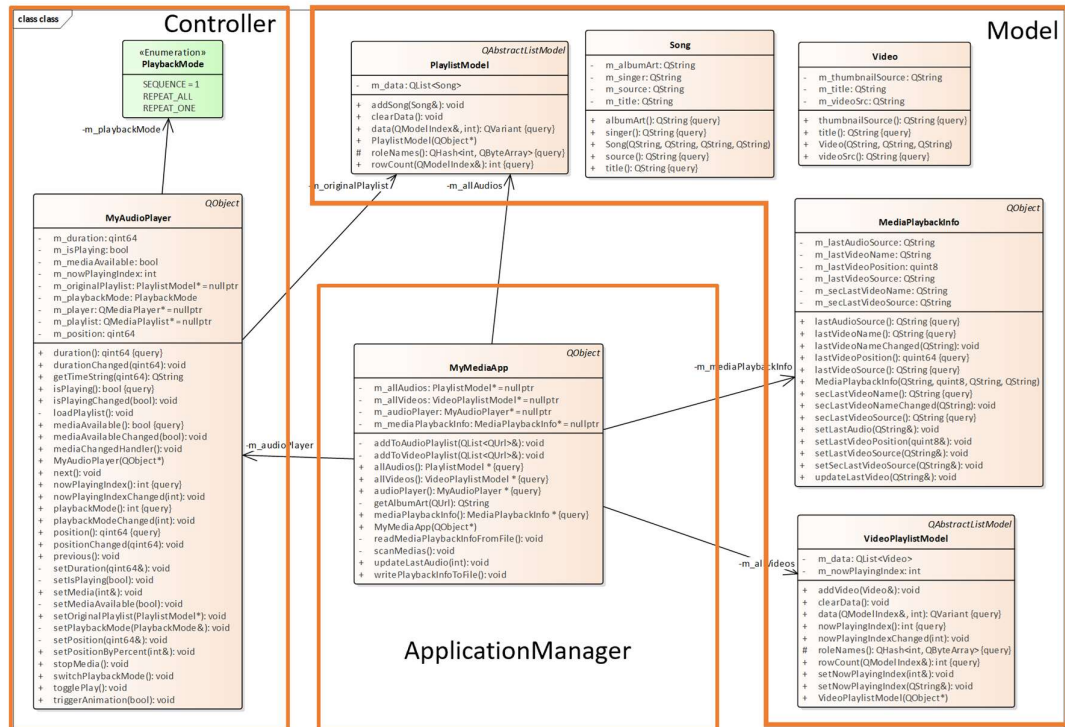 class class
Controller
Model
«Enumeration»
PlaybackMode
SEQUENCE = 1
REPEAT_ALL
REPEAT_ONE
-m_playbackMode
QAbstractListModel
PlaylistModel
- m_data: QList<Song>
+ addSong(Song&): void
+ clearData(): void
+ data(QModelIndex&, int): QVariant {query}
+ PlaylistModel(QObject*)
# roleNames(): QHash<int, QByteArray> {query}
+ rowCount(QModelIndex&): int {query}
Song
- m_albumArt: QString
- m_singer: QString
- m_source: QString
- m_title: QString
+ albumArt(): QString {query}
+ singer(): QString {query}
+ Song(QString, QString, QString, QString)
+ source(): QString {query}
+ title(): QString {query}
Video
- m_thumbnailSource: QString
- m_title: QString
- m_videoSrc: QString
+ thumbnailSource(): QString {query}
+ title(): QString {query}
+ Video(QString, QString, QString)
+ videoSrc(): QString {query}
-m_originalPlaylist
-m_allAudios
QObject
MyAudioPlayer
- m_duration: qint64
- m_isPlaying: bool
- m_mediaAvailable: bool
- m_nowPlayingIndex: int
- m_originalPlaylist: PlaylistModel* = nullptr
- m_playbackMode: PlaybackMode
- m_player: QMediaPlayer* = nullptr
- m_playlist: QMediaPlaylist* = nullptr
- m_position: qint64
+ duration(): qint64 {query}
+ durationChanged(qint64): void
+ getTimeString(qint64): QString
+ isPlaying(): bool {query}
+ isPlayingChanged(bool): void
- loadPlaylist(): void
+ mediaAvailable(): bool {query}
+ mediaAvailableChanged(bool): void
+ mediaChangedHandler(): void
+ MyAudioPlayer(QObject*)
+ next(): void
+ nowPlayingIndex(): int {query}
+ nowPlayingIndexChanged(int): void
+ playbackMode(): int {query}
+ playbackModeChanged(int): void
+ position(): qint64 {query}
+ positionChanged(qint64): void
+ previous(): void
- setDuration(qint64&): void
- setIsPlaying(bool): void
+ setMedia(int&): void
- setMediaAvailable(bool): void
+ setOriginalPlaylist(PlaylistModel*): void
- setPlaybackMode(PlaybackMode&): void
- setPosition(qint64&): void
+ setPositionByPercent(int&): void
+ stopMedia(): void
+ switchPlaybackMode(): void
+ togglePlay(): void
+ triggerAnimation(bool): void
-m_audioPlayer
QObject
MyMediaApp
- m_allAudios: PlaylistModel* = nullptr
- m_allVideos: VideoPlaylistModel* = nullptr
- m_audioPlayer: MyAudioPlayer* = nullptr
- m_mediaPlaybackInfo: MediaPlaybackInfo* = nullptr
- addToAudioPlaylist(QList<QUrl>&): void
- addToVideoPlaylist(QList<QUrl>&): void
+ allAudios(): PlaylistModel* {query}
+ allVideos(): VideoPlaylistModel* {query}
+ audioPlayer(): MyAudioPlayer* {query}
- getAlbumArt(QUrl): QString
+ mediaPlaybackInfo(): MediaPlaybackInfo* {query}
+ MyMediaApp(QObject*)
- readMediaPlaybackInfoFromFile(): void
- scanMedias(): void
+ updateLastAudio(int): void
+ writePlaybackInfoToFile(): void
-m_mediaPlaybackInfo
QObject
MediaPlaybackInfo
- m_lastAudioSource: QString
- m_lastVideoName: QString
- m_lastVideoPosition: quint8
- m_lastVideoSource: QString
- m_secLastVideoName: QString
- m_secLastVideoSource: QString
+ lastAudioSource(): QString {query}
+ lastVideoName(): QString {query}
+ lastVideoNameChanged(QString): void
+ lastVideoPosition(): quint64 {query}
+ lastVideoSource(): QString {query}
+ MediaPlaybackInfo(QString, quint8, QString, QString)
+ secLastVideoName(): QString {query}
+ secLastVideoNameChanged(QString): void
+ secLastVideoSource(): QString {query}
+ setLastAudio(QString&): void
+ setLastVideoPosition(quint8&): void
+ setLastVideoSource(QString&): void
+ setSecLastVideoSource(QString&): void
+ updateLastVideo(QString&): void
-m_allVideos
QAbstractListModel
VideoPlaylistModel
- m_data: QList<Video>
- m_nowPlayingIndex: int
+ addVideo(Video&): void
+ clearData(): void
+ data(QModelIndex&, int): QVariant {query}
+ nowPlayingIndex(): int {query}
+ nowPlayingIndexChanged(int): void
# roleNames(): QHash<int, QByteArray> {query}
+ rowCount(QModelIndex&): int {query}
+ setNowPlayingIndex(int&): void
+ setNowPlayingIndex(QString&): void
+ VideoPlaylistModel(QObject*)
ApplicationManager